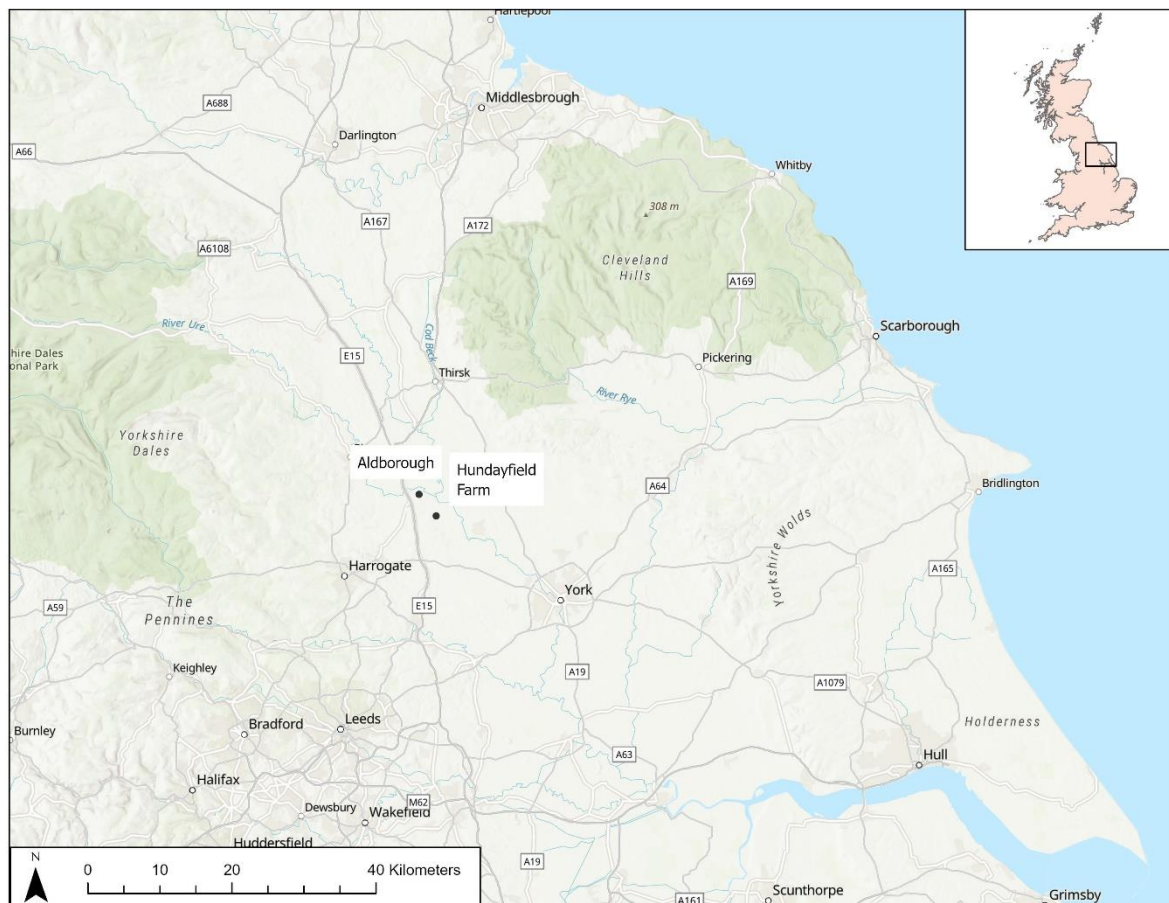 Hartlepool
Middlesbrough
A688
Darlington
A66
Whitby
308 m
A167
A172
A6108
Cleveland
Hills
A169
River Ure
Cod Beck
Scarborough
hire Dales
onal Park
E15
Pickering
Thirsk
River Rye
Yorkshire
Dales
Aldborough
Hundayfield
Farm
A64
Bridlington
Yorkshire Wolds
Harrogate
A165
York
E15
A59
The
Pennines
Keighley
A19
A1079
Burnley
Bradford
Leeds
Holderness
A63
Hull
Halifax
M62
Dewsbury
Wakefield
Huddersfield
N
0 10 20 40 Kilometers
A19
A161
Scunthorpe
Grimsby